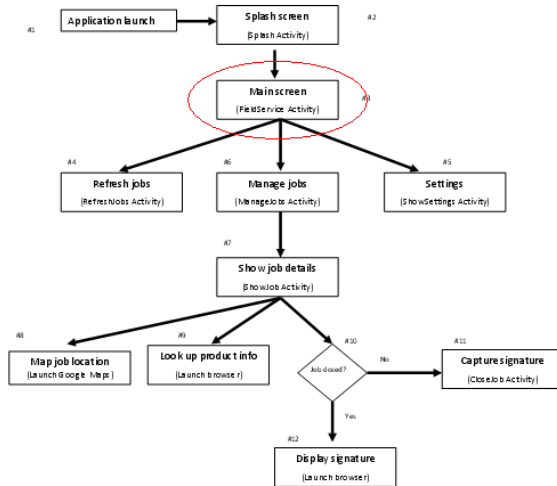 #1
Application launch
Splash screen
(Splash Activity)
#2
Main screen
(FieldService Activity)
#3
#4
Refresh jobs
(RefreshJobs Activity)
#6
Manage jobs
(ManageJobs Activity)
#5
Settings
(ShowSettings Activity)
#7
Show job details
(ShowJob Activity)
#8
Map job location
(Launch Google Maps)
#9
Look up product info
(Launch browser)
#10
Job closed?
No
#11
Capture signature
(CloseJob Activity)
Yes
#12
Display signature
(Launch browser)